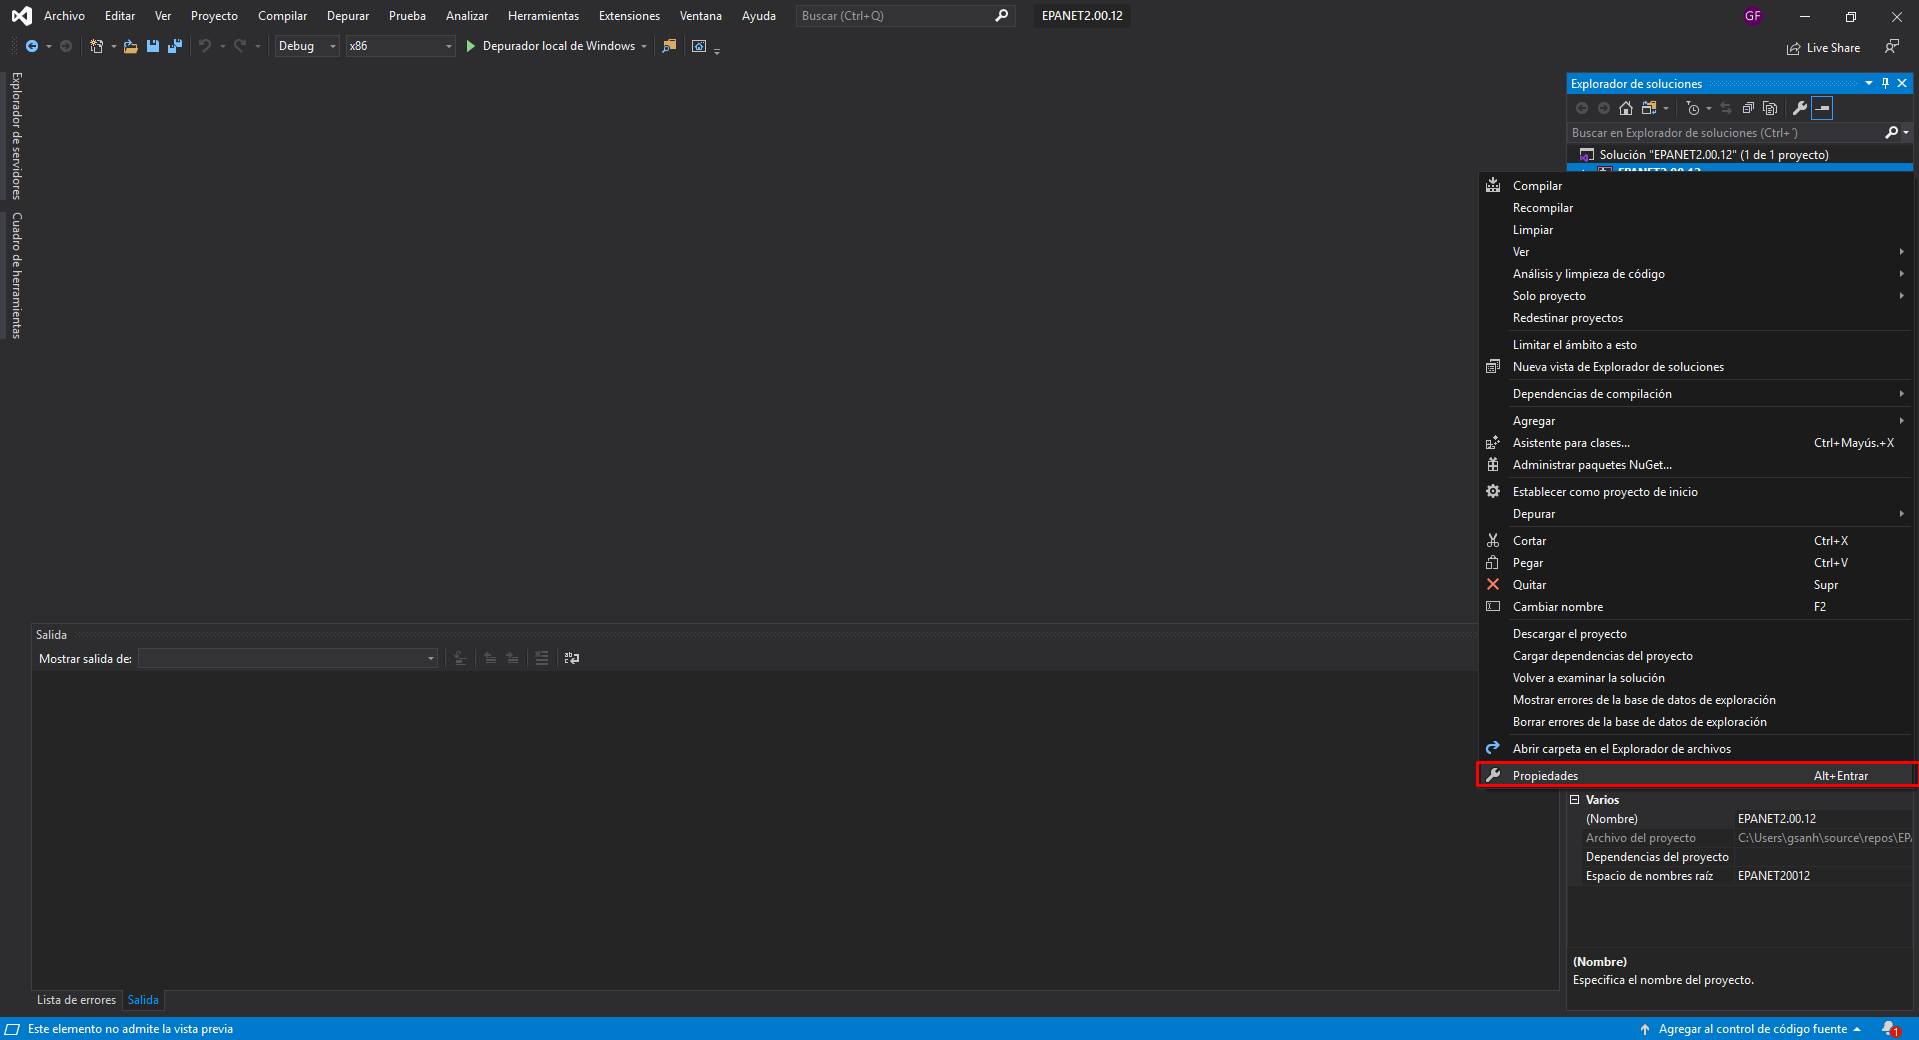 Archivo Editar Ver Proyecto Compilar Depurar Prueba Analizar Herramientas Extensiones Ventana Ayuda Buscar (Ctrl+Q) EPANET2.00.12 GF
Debug x86 Depurador local de Windows Live Share
Explorador de servidores
Cuadro de herramientas
Explorador de soluciones
Buscar en Explorador de soluciones (Ctrl+´)
Solución "EPANET2.00.12" (1 de 1 proyecto)
EPANET2.00.12
Compilar
Recompilar
Limpiar
Ver
Análisis y limpieza de código
Solo proyecto
Redestinar proyectos
Limitar el ámbito a esto
Nueva vista de Explorador de soluciones
Dependencias de compilación
Agregar
Asistente para clases... Ctrl+Mayús.+X
Administrar paquetes NuGet...
Establecer como proyecto de inicio
Depurar
Cortar Ctrl+X
Pegar Ctrl+V
Quitar Supr
Cambiar nombre F2
Descargar el proyecto
Cargar dependencias del proyecto
Volver a examinar la solución
Mostrar errores de la base de datos de exploración
Borrar errores de la base de datos de exploración
Abrir carpeta en el Explorador de archivos
Propiedades Alt+Entrar
Salida
Mostrar salida de:
Varios
(Nombre) EPANET2.00.12
Archivo del proyecto C:\Users\gsanh\source\repos\EPA
Dependencias del proyecto
Espacio de nombres raíz EPANET20012
(Nombre)
Especifica el nombre del proyecto.
Lista de errores Salida
Este elemento no admite la vista previa Agregar al control de código fuente 1